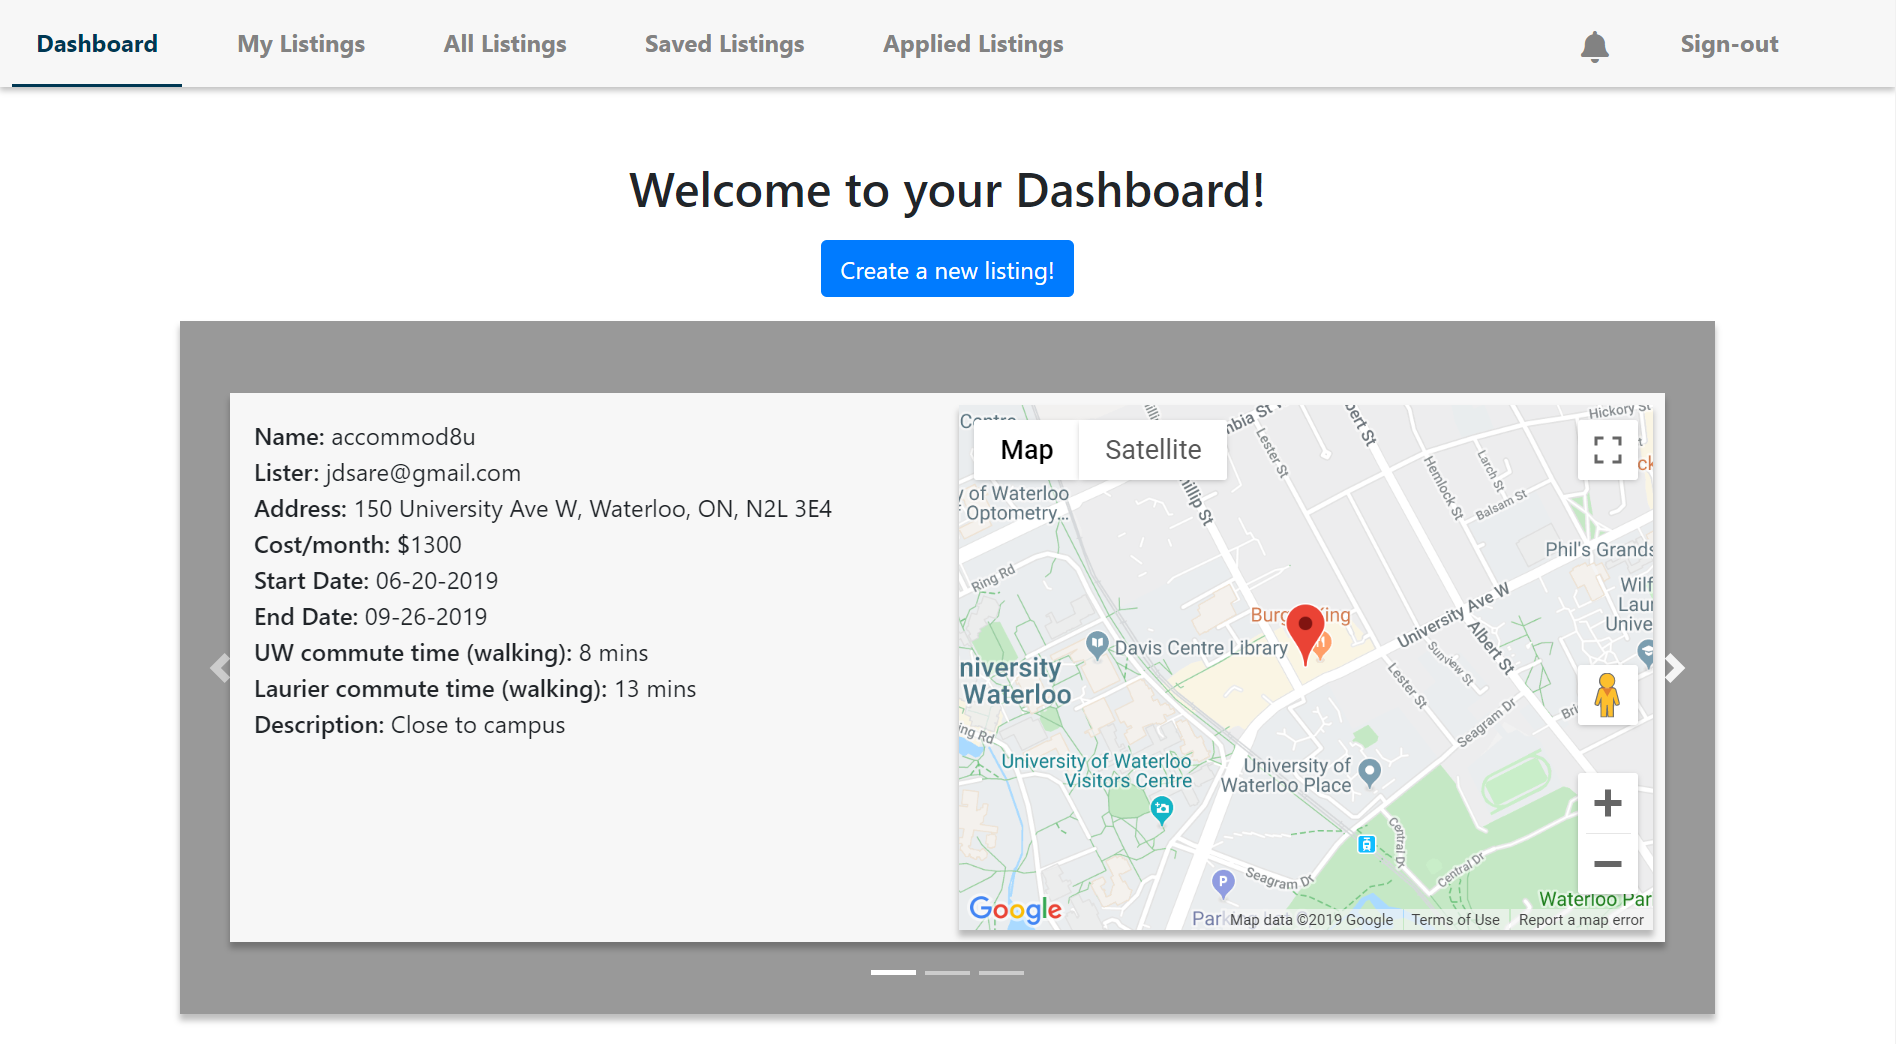 Dashboard My Listings All Listings Saved Listings Applied Listings Sign-out
Welcome to your Dashboard!
Create a new listing!
Name: accommod8u
Lister: jdsare@gmail.com
Address: 150 University Ave W, Waterloo, ON, N2L 3E4
Cost/month: $1300
Start Date: 06-20-2019
End Date: 09-26-2019
UW commute time (walking): 8 mins
Laurier commute time (walking): 13 mins
Description: Close to campus
Map Satellite
Hickory St
Lester St
Larch St
Hemlock St
Balsam St
y of Waterloo
Optometry...
Phil's Grands
Ring Rd
University Ave W
Albert St
Davis Centre Library
Sunview St
Lester St
niversity
Waterloo
Seagram Dr
University of Waterloo
Visitors Centre
University of
Waterloo Place
Central Dr
Central Dr
Seagram Dr
P
Waterloo Par
Google
Map data ©2019 Google Terms of Use Report a map error